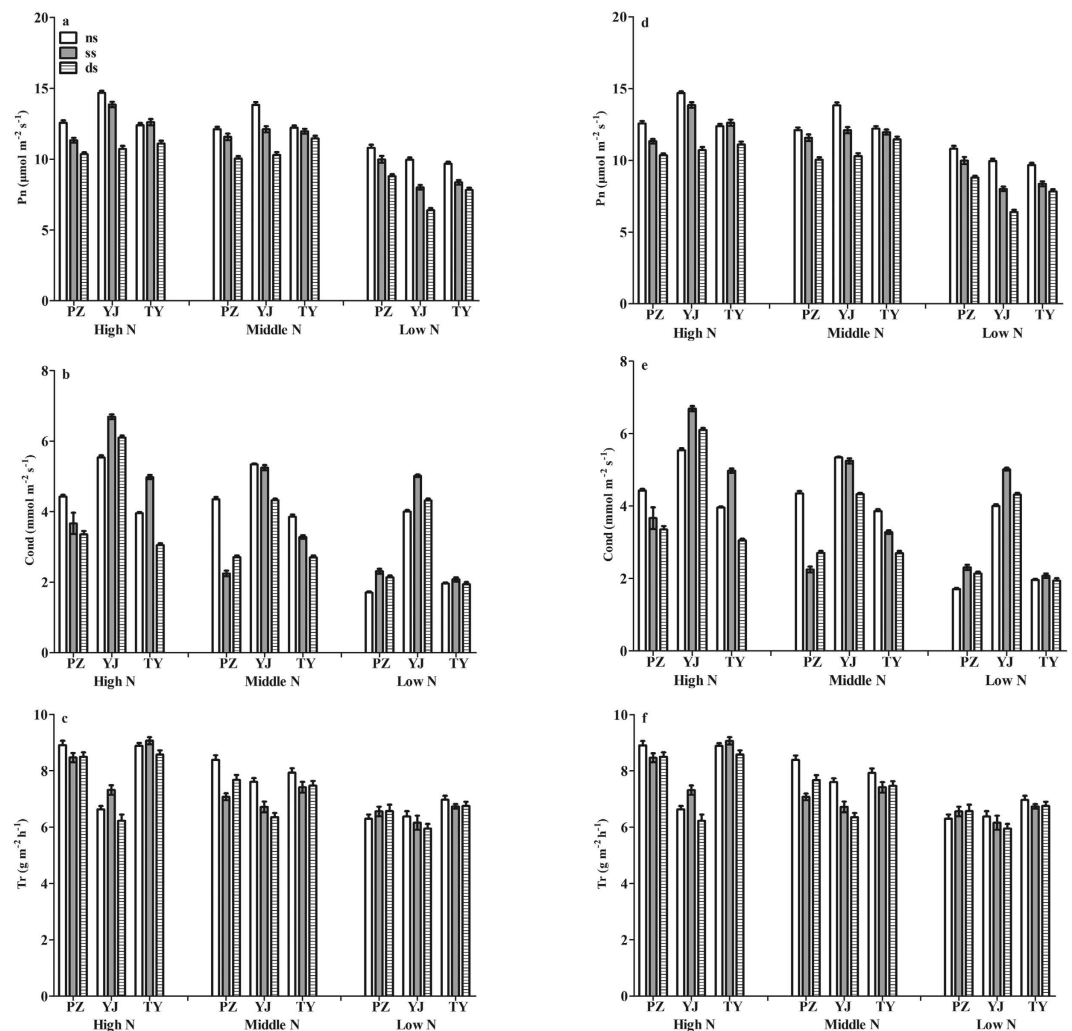 a
ns
ss
ds
20
15
10
5
0
Pn (μmol m⁻² s⁻¹)
PZ YJ TY PZ YJ TY PZ YJ TY
High N Middle N Low N
d
20
15
10
5
0
Pn (μmol m⁻² s⁻¹)
PZ YJ TY PZ YJ TY PZ YJ TY
High N Middle N Low N
b
8
6
4
2
0
Cond (mmol m⁻² s⁻¹)
PZ YJ TY PZ YJ TY PZ YJ TY
High N Middle N Low N
e
8
6
4
2
0
Cond (mmol m⁻² s⁻¹)
PZ YJ TY PZ YJ TY PZ YJ TY
High N Middle N Low N
c
10
8
6
4
2
0
Tr (g m⁻² h⁻¹)
PZ YJ TY PZ YJ TY PZ YJ TY
High N Middle N Low N
f
10
8
6
4
2
0
Tr (g m⁻² h⁻¹)
PZ YJ TY PZ YJ TY PZ YJ TY
High N Middle N Low N